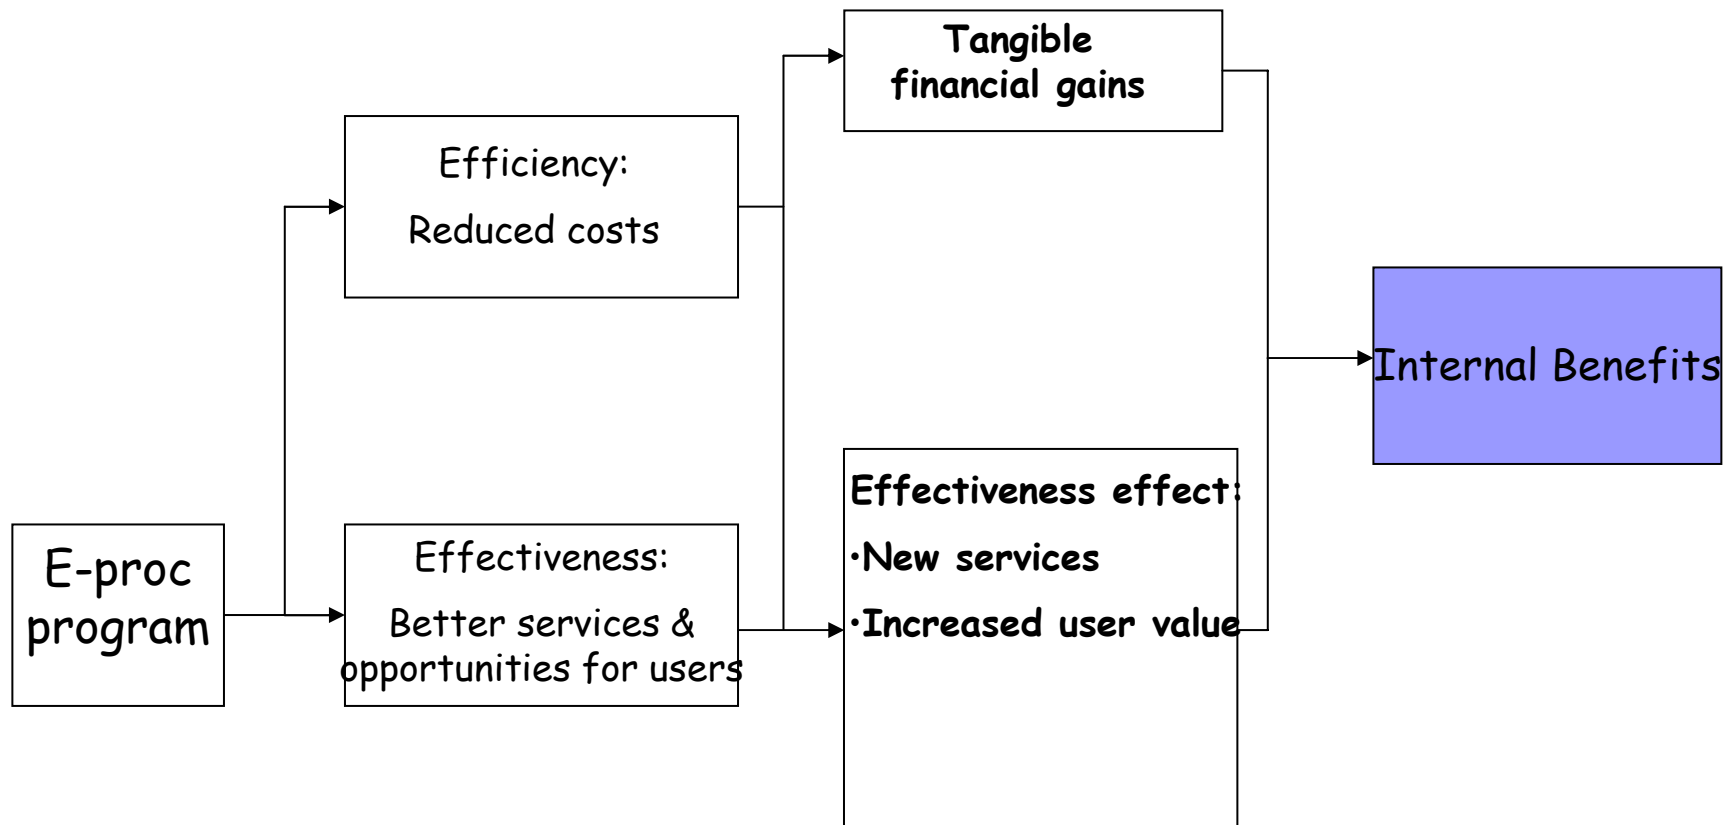 Tangible
financial gains
Efficiency:
Reduced costs
Internal Benefits
Effectiveness effect:
•New services
•Increased user value
E-proc
program
Effectiveness:
Better services &
opportunities for users